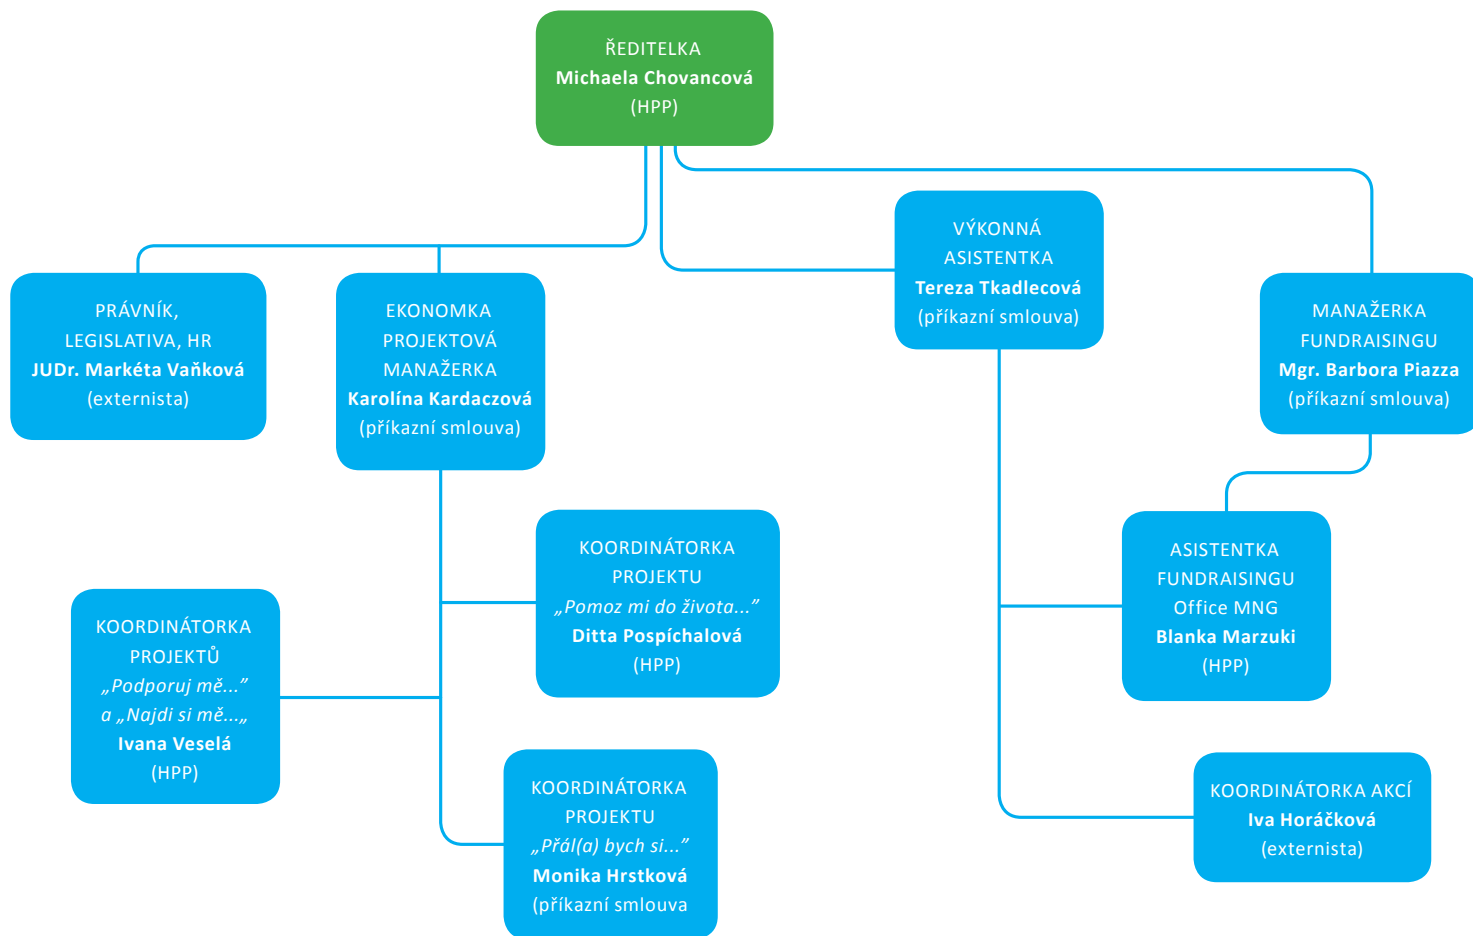 ŘEDITELKA
Michaela Chovancová
(HPP)
PRÁVNÍK,
LEGISLATIVA, HR
JUDr. Markéta Vaňková
(externista)
EKONOMKA
PROJEKTOVÁ
MANAŽERKA
Karolína Kardaczová
(příkazní smlouva)
VÝKONNÁ
ASISTENTKA
Tereza Tkadlecová
(příkazní smlouva)
MANAŽERKA
FUNDRAISINGU
Mgr. Barbora Piazza
(příkazní smlouva)
KOORDINÁTORKA
PROJEKTŮ
„Podporuj mě...”
a „Najdi si mě...„
Ivana Veselá
(HPP)
KOORDINÁTORKA
PROJEKTU
„Pomoz mi do života...”
Ditta Pospíchalová
(HPP)
KOORDINÁTORKA
PROJEKTU
„Přál(a) bych si...”
Monika Hrstková
(příkazní smlouva
ASISTENTKA
FUNDRAISINGU
Office MNG
Blanka Marzuki
(HPP)
KOORDINÁTORKA AKCÍ
Iva Horáčková
(externista)